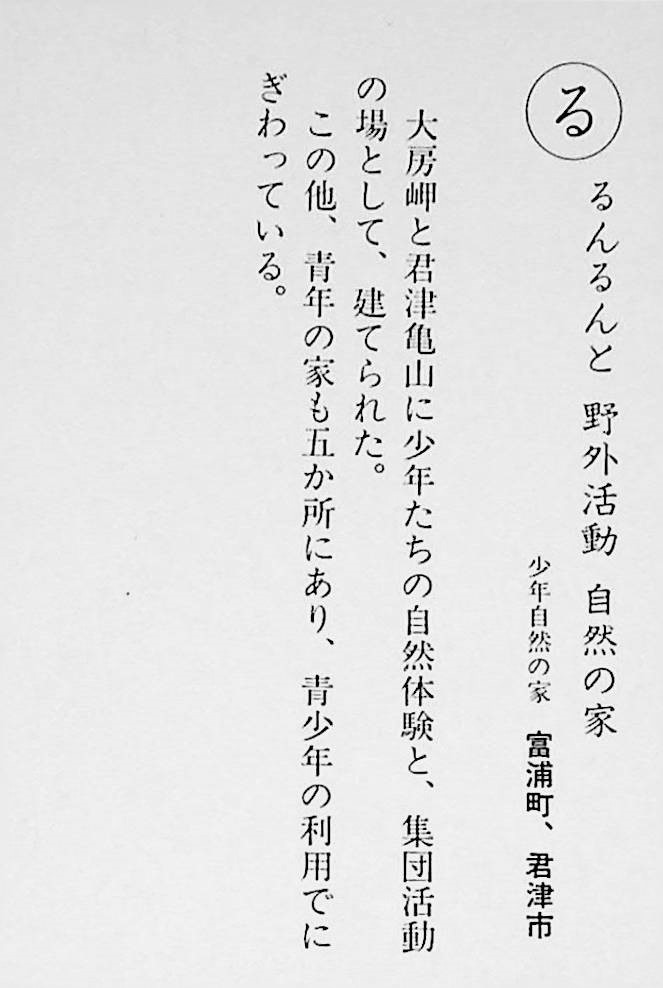 る
るんるんと 野外活動 自然の家
少年自然の家 富浦町、君津市
大房岬と君津亀山に少年たちの自然体験と、集団活動
の場として、建てられた。
この他、青年の家も五か所にあり、青少年の利用でに
ぎわっている。